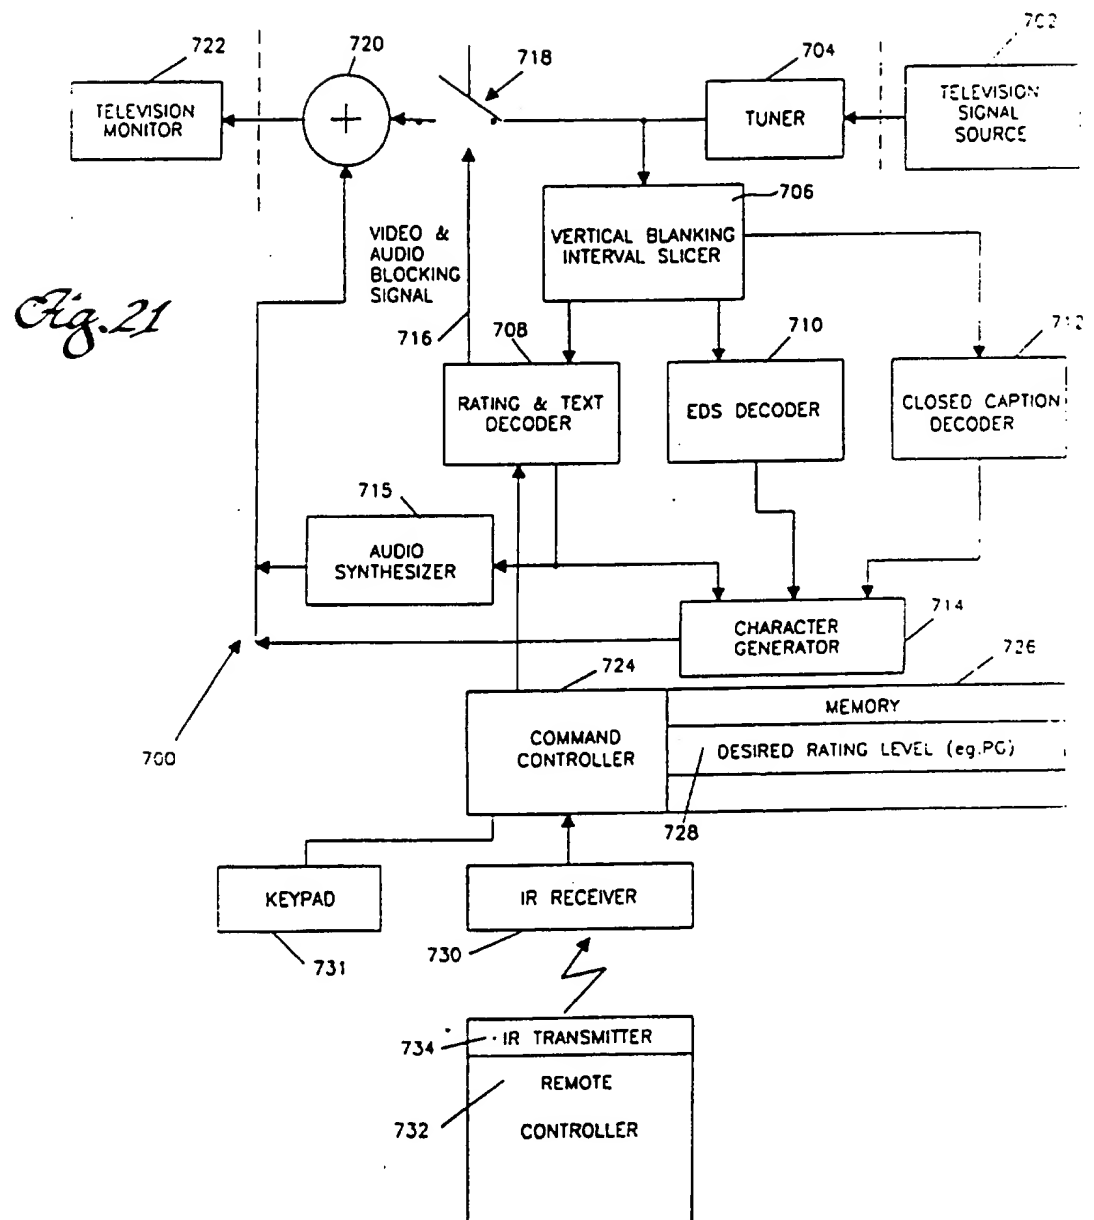 702
722
720
718
704
TELEVISION
MONITOR
+
TUNER
TELEVISION
SIGNAL
SOURCE
706
VERTICAL BLANKING
INTERVAL SLICER
VIDEO &
AUDIO
BLOCKING
SIGNAL
Fig. 21
716
708
710
712
RATING & TEXT
DECODER
EDS DECODER
CLOSED CAPTION
DECODER
715
AUDIO
SYNTHESIZER
CHARACTER
GENERATOR
714
724
726
MEMORY
COMMAND
CONTROLLER
DESIRED RATING LEVEL (eg.PG)
700
728
KEYPAD
IR RECEIVER
731
730
734
IR TRANSMITTER
REMOTE
732
CONTROLLER